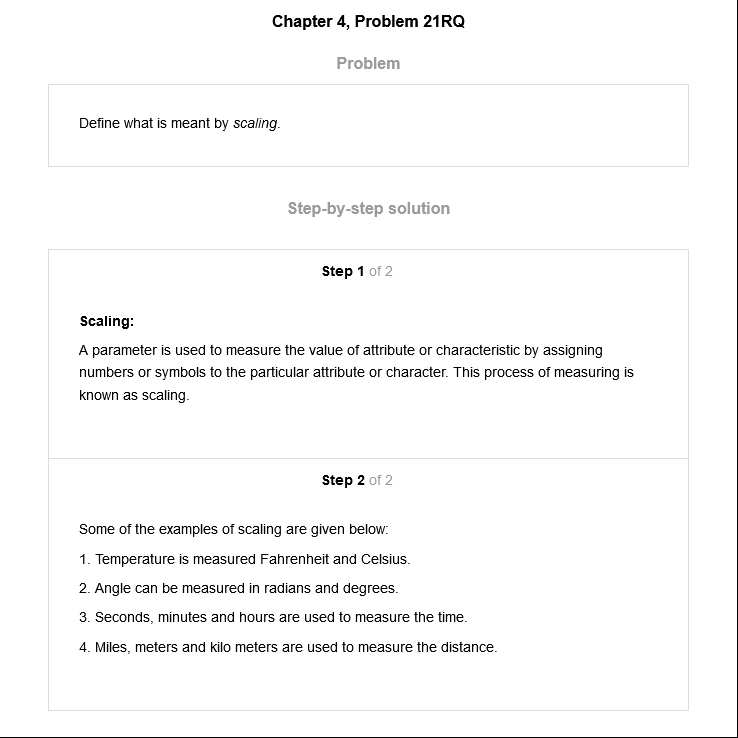 Chapter 4, Problem 21RQ
Problem
Define what is meant by scaling.
Step-by-step solution
Step 1 of 2
Scaling:
A parameter is used to measure the value of attribute or characteristic by assigning
numbers or symbols to the particular attribute or character. This process of measuring is
known as scaling.
Step 2 of 2
Some of the examples of scaling are given below:
1. Temperature is measured Fahrenheit and Celsius.
2. Angle can be measured in radians and degrees.
3. Seconds, minutes and hours are used to measure the time.
4. Miles, meters and kilo meters are used to measure the distance.